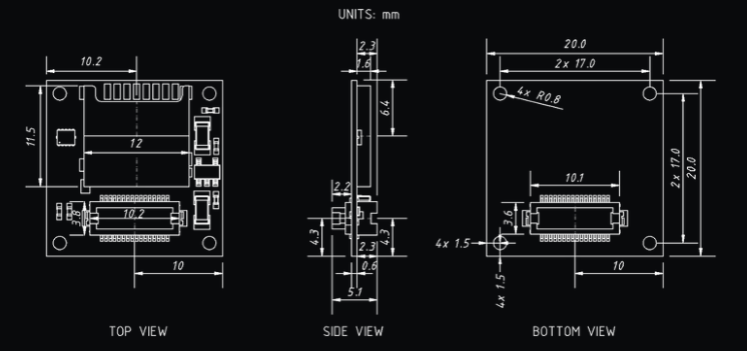 UNITS: mm
10.2
11.5
12
3.8
10.2
10
TOP VIEW
2.3
1.6
6.4
2.2
4.3
4.3
2.3
0.6
5.1
SIDE VIEW
20.0
2x 17.0
4x R0.8
10.1
3.6
2x 17.0
20.0
4x 1.5
4x 1.5
10
BOTTOM VIEW